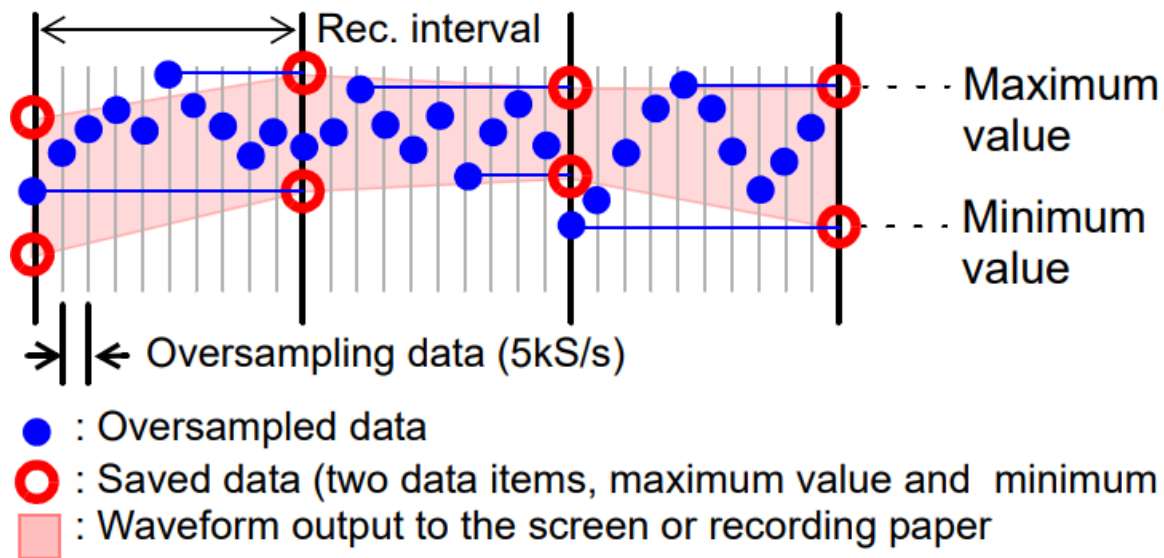 Rec. interval
Maximum
value
Minimum
value
Oversampling data (5kS/s)
: Oversampled data
: Saved data (two data items, maximum value and minimum
: Waveform output to the screen or recording paper